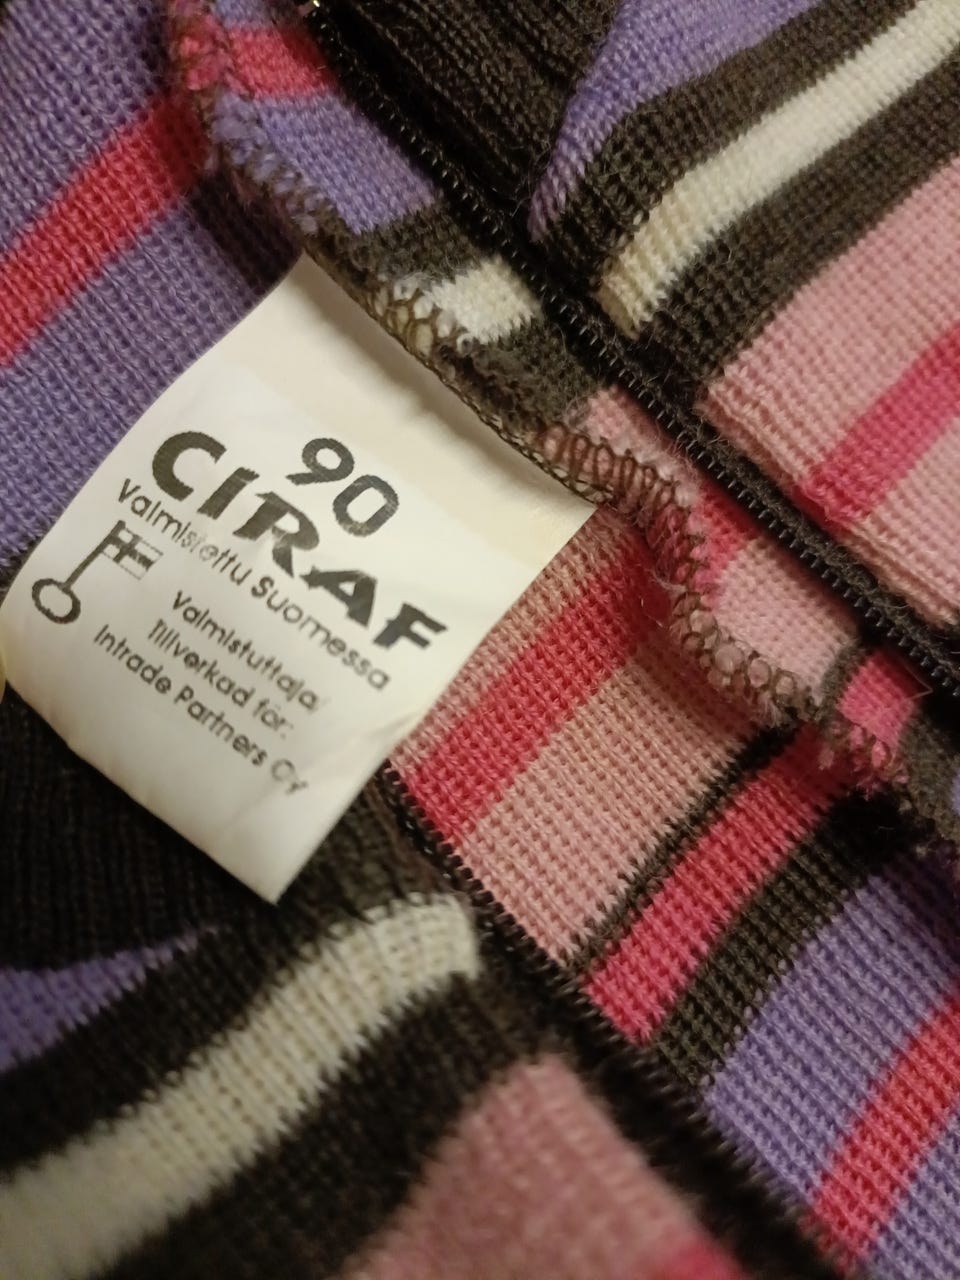 90
CIRAF
Valmistettu Suomessa
Valmistuttaja/
Tillverkad för:
Intrade Partners Oy